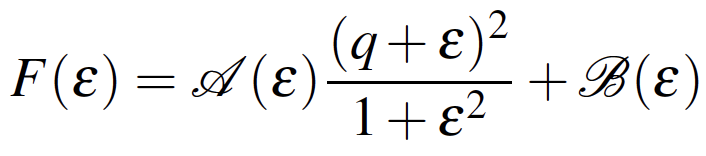 F(ε) = 𝒜(ε) (q+ε)² / 1+ε² + ℬ(ε)